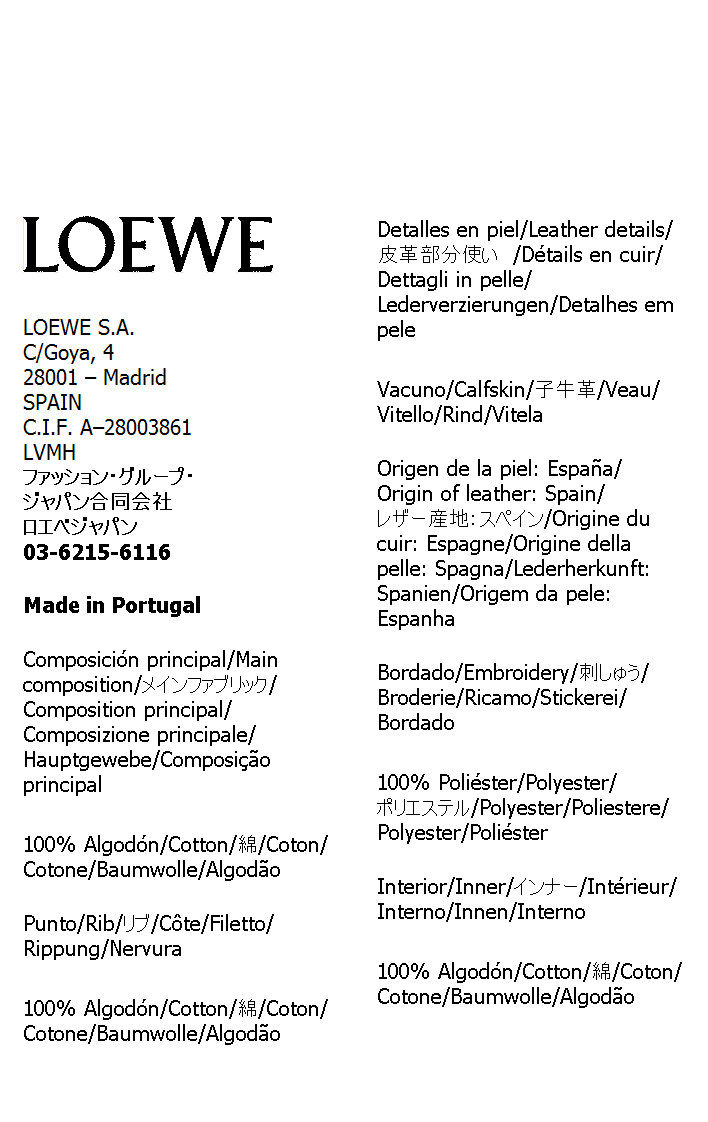 LOEWE
LOEWE S.A.
C/Goya, 4
28001 – Madrid
SPAIN
C.I.F. A–28003861
LVMH
ファッション・グループ・
ジャパン合同会社
ロエベジャパン
03-6215-6116
Made in Portugal
Composición principal/Main
composition/メインファブリック/
Composition principal/
Composizione principale/
Hauptgewebe/Composição
principal
100% Algodón/Cotton/綿/Coton/
Cotone/Baumwolle/Algodão
Punto/Rib/リブ/Côte/Filetto/
Rippung/Nervura
100% Algodón/Cotton/綿/Coton/
Cotone/Baumwolle/Algodão
Detalles en piel/Leather details/
皮革部分使い /Détails en cuir/
Dettagli in pelle/
Lederverzierungen/Detalhes em
pele
Vacuno/Calfskin/子牛革/Veau/
Vitello/Rind/Vitela
Origen de la piel: España/
Origin of leather: Spain/
レザー産地：スペイン/Origine du
cuir: Espagne/Origine della
pelle: Spagna/Lederherkunft:
Spanien/Origem da pele:
Espanha
Bordado/Embroidery/刺しゅう/
Broderie/Ricamo/Stickerei/
Bordado
100% Poliéster/Polyester/
ポリエステル/Polyester/Poliestere/
Polyester/Poliéster
Interior/Inner/インナー/Intérieur/
Interno/Innen/Interno
100% Algodón/Cotton/綿/Coton/
Cotone/Baumwolle/Algodão